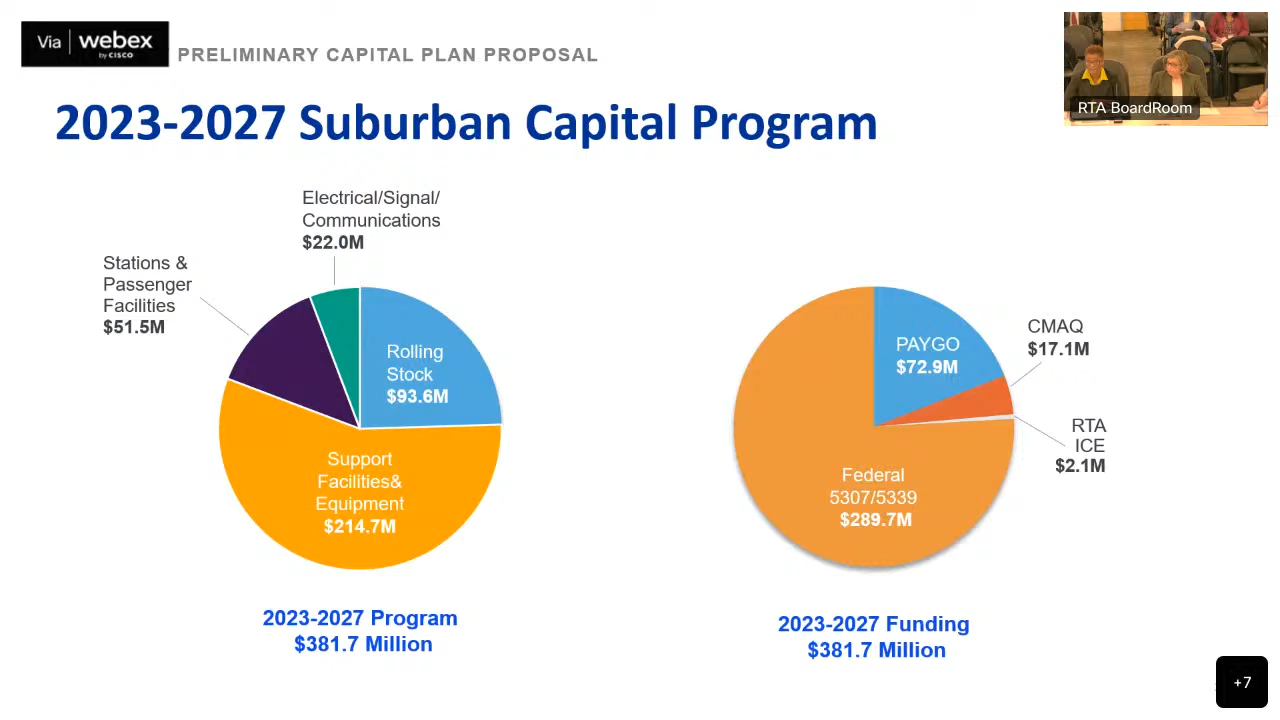 Via webex
by CISCO
PRELIMINARY CAPITAL PLAN PROPOSAL
RTA BoardRoom
2023-2027 Suburban Capital Program
Electrical/Signal/
Communications
$22.0M
Stations &
Passenger
Facilities
$51.5M
Rolling
Stock
$93.6M
Support
Facilities&
Equipment
$214.7M
2023-2027 Program
$381.7 Million
PAYGO
$72.9M
CMAQ
$17.1M
RTA
ICE
$2.1M
Federal
5307/5339
$289.7M
2023-2027 Funding
$381.7 Million
+7